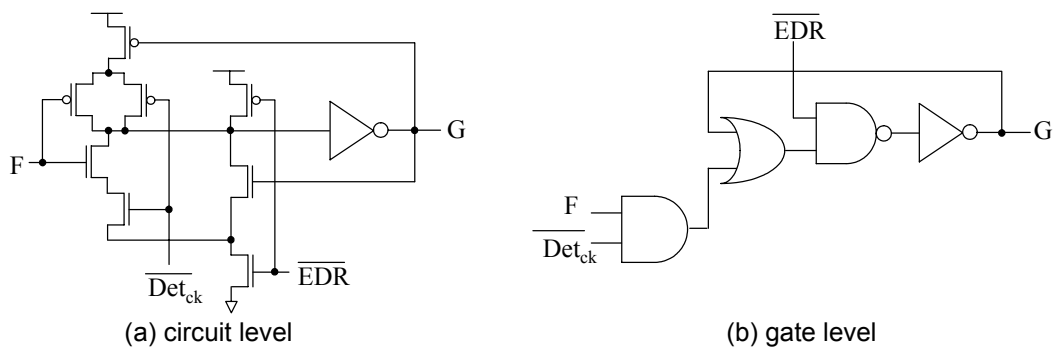 G
F
Det_ck
EDR
(a) circuit level
EDR
G
F
Det_ck
(b) gate level